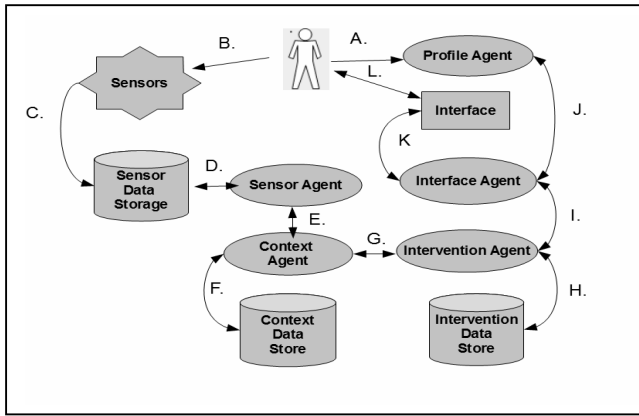 B.
A.
Profile Agent
Sensors
L.
C.
Interface
J.
K
D.
Sensor
Data
Storage
Sensor Agent
Interface Agent
E.
I.
Context
Agent
G.
Intervention Agent
F.
H.
Context
Data
Store
Intervention
Data
Store